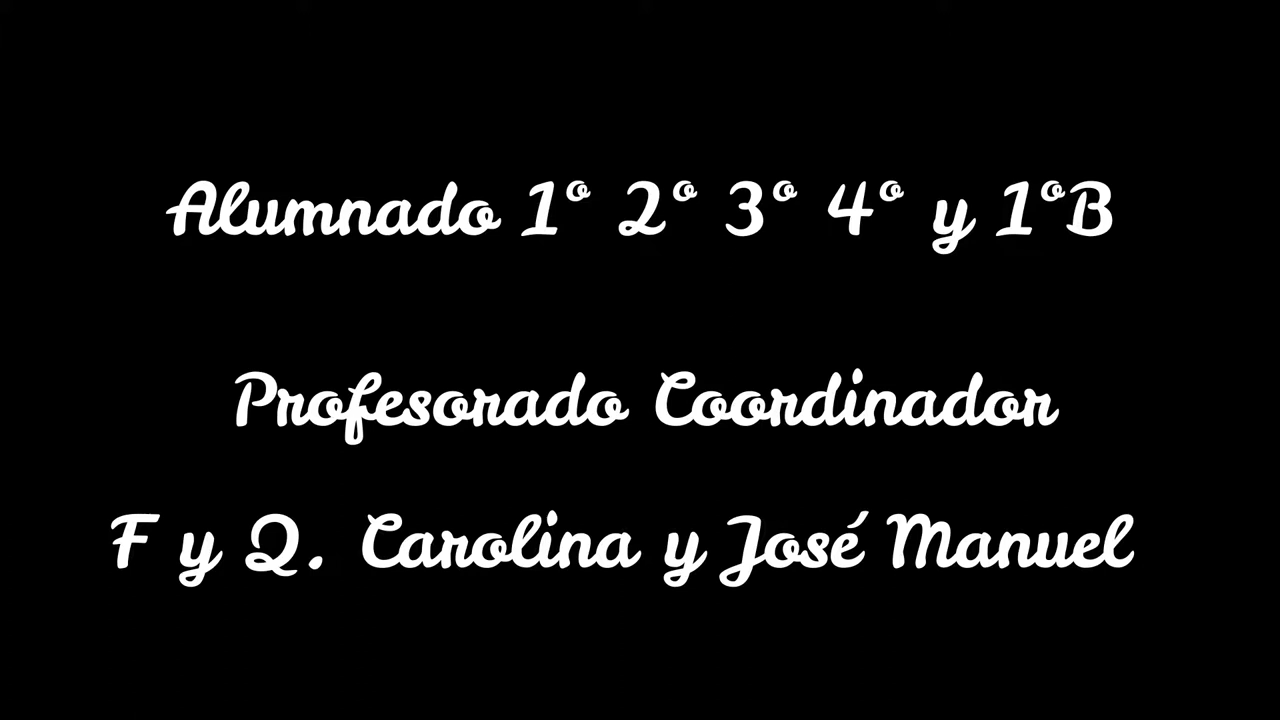 Alumnado 1º 2º 3º 4º y 1ºB
Profesorado Coordinador
F y Q. Carolina y José Manuel